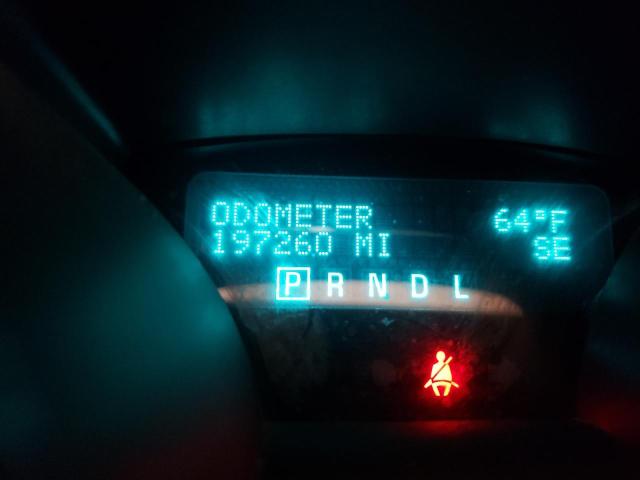 ODOMETER 64°F
197260 MI SE
P R N D L